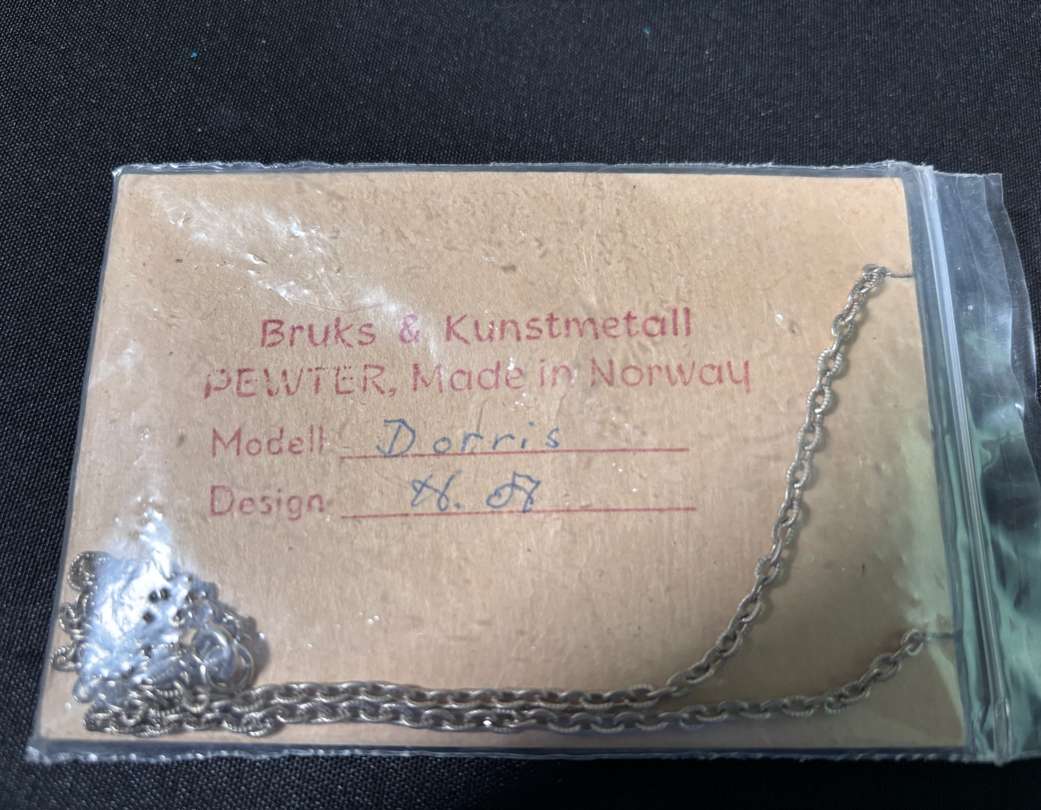 Bruks & Kunstmetall
PEWTER, Made in Norway
Modell Dorris
Design H.